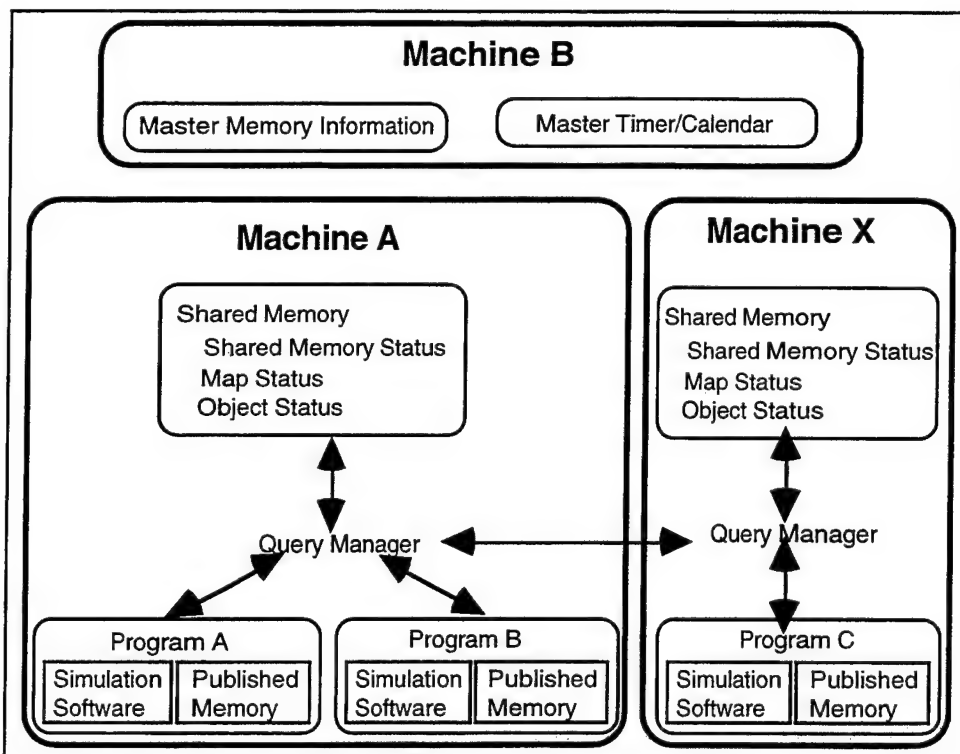 Machine B
Master Memory Information
Master Timer/Calendar
Machine A
Shared Memory
Shared Memory Status
Map Status
Object Status
Query Manager
Program A
Simulation
Software
Published
Memory
Program B
Simulation
Software
Published
Memory
Machine X
Shared Memory
Shared Memory Status
Map Status
Object Status
Query Manager
Program C
Simulation
Software
Published
Memory